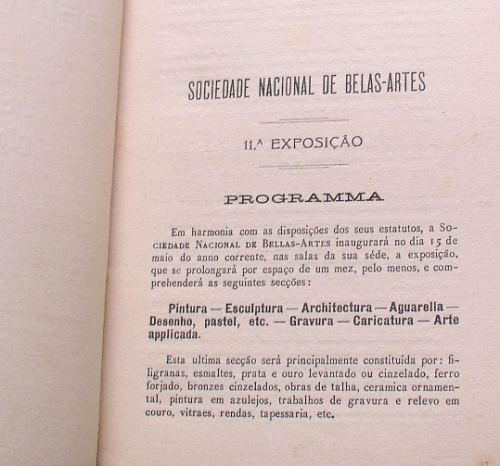 SOCIEDADE NACIONAL DE BELAS-ARTES
11.ª EXPOSIÇÃO
PROGRAMMA
Em harmonia com as disposições dos seus estatutos, a So-
CIEDADE NACIONAL DE BELLAS-ARTES inaugurará no dia 15 de
maio do anno corrente, nas salas da sua séde, a exposição,
que se prolongará por espaço de um mez, pelo menos, e com-
prehenderá as seguintes secções:
Pintura — Esculptura — Architectura — Aguarella —
Desenho, pastel, etc. — Gravura — Caricatura — Arte
applicada.
Esta ultima secção será principalmente constituida por: fi-
ligranas, esmaltes, prata e ouro levantado ou cinzelado, ferro
forjado, bronzes cinzelados, obras de talha, ceramica ornamen-
tal, pintura em azulejos, trabalhos de gravura e relevo em
couro, vitraes, rendas, tapessaria, etc.